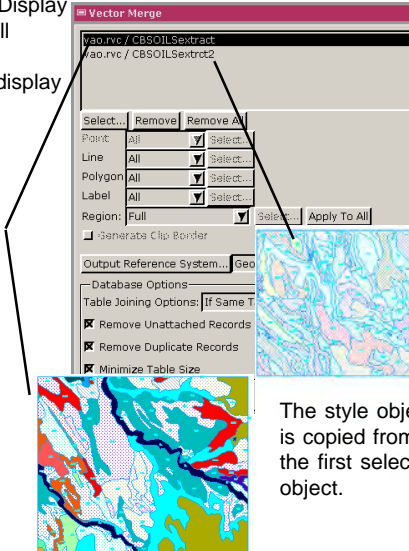 Display
ll
display
Vector Merge
vao.rvc / CBSOILSextract
vao.rvc / CBSOILSextrct2
Select... Remove Remove All
Point: All Select...
Line All Select...
Polygon All Select...
Label All Select...
Region: Full Select... Apply To All
Generate Clip Border
Output Reference System... Geo
Database Options
Table Joining Options: If Same T
Remove Unattached Records
Remove Duplicate Records
Minimize Table Size
The style obje
is copied from
the first select
object.